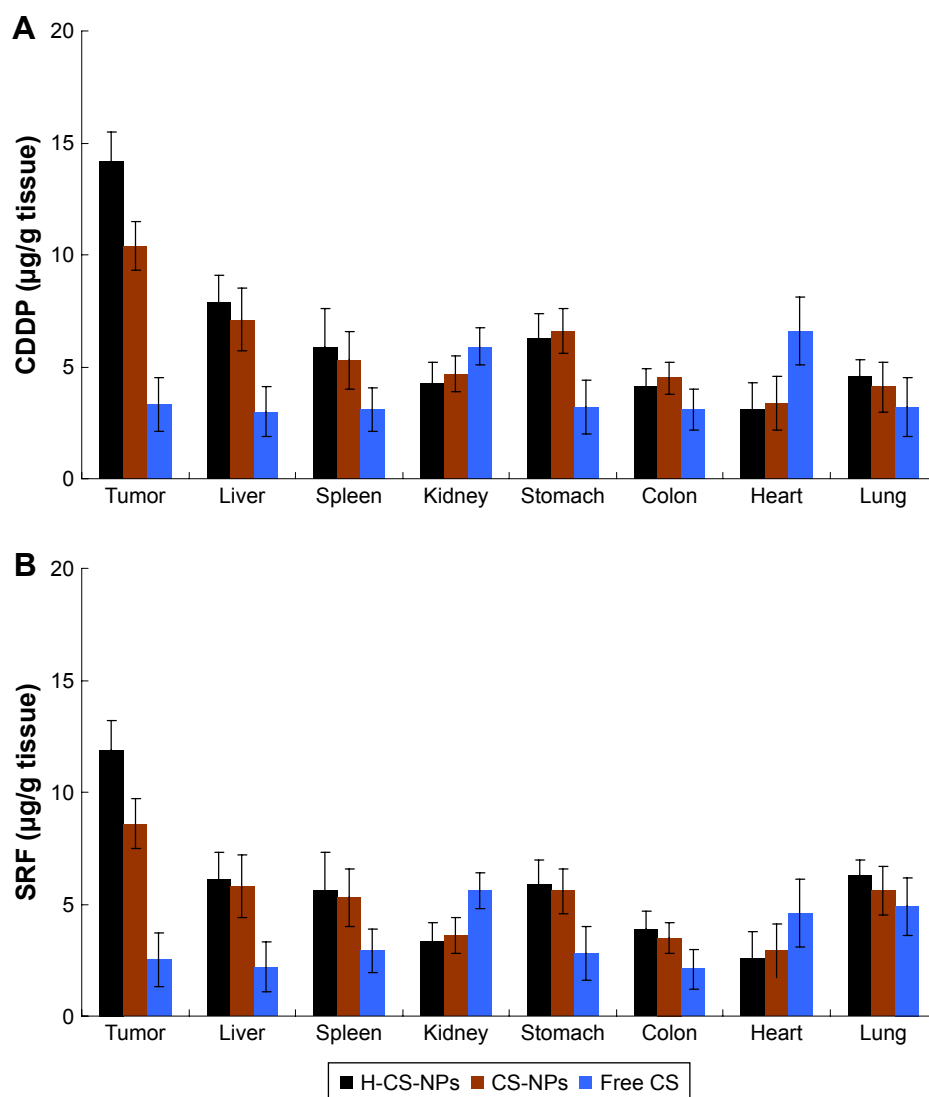 A
CDDP (µg/g tissue)
20
15
10
5
0
Tumor Liver Spleen Kidney Stomach Colon Heart Lung
B
SRF (µg/g tissue)
20
15
10
5
0
Tumor Liver Spleen Kidney Stomach Colon Heart Lung
H-CS-NPs CS-NPs Free CS